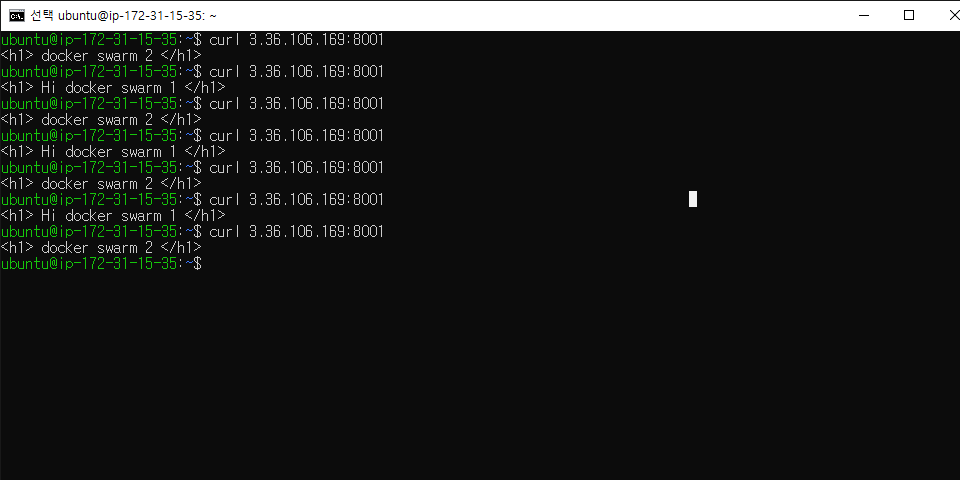 선택 ubuntu@ip-172-31-15-35: ~
ubuntu@ip-172-31-15-35:~$ curl 3.36.106.169:8001
<h1> docker swarm 2 </h1>
ubuntu@ip-172-31-15-35:~$ curl 3.36.106.169:8001
<h1> Hi docker swarm 1 </h1>
ubuntu@ip-172-31-15-35:~$ curl 3.36.106.169:8001
<h1> docker swarm 2 </h1>
ubuntu@ip-172-31-15-35:~$ curl 3.36.106.169:8001
<h1> Hi docker swarm 1 </h1>
ubuntu@ip-172-31-15-35:~$ curl 3.36.106.169:8001
<h1> docker swarm 2 </h1>
ubuntu@ip-172-31-15-35:~$ curl 3.36.106.169:8001
<h1> Hi docker swarm 1 </h1>
ubuntu@ip-172-31-15-35:~$ curl 3.36.106.169:8001
<h1> docker swarm 2 </h1>
ubuntu@ip-172-31-15-35:~$